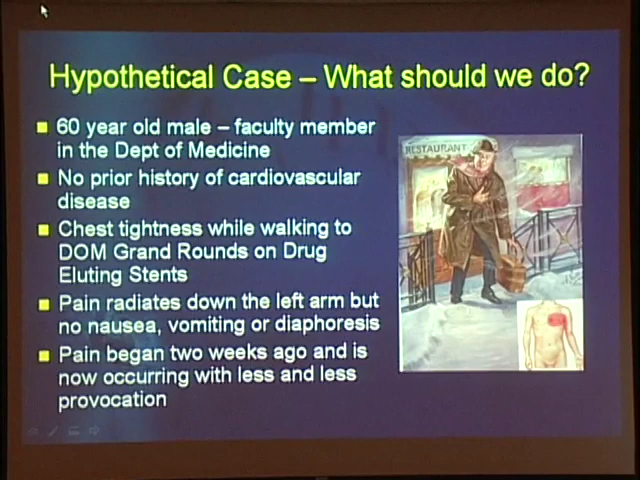 Hypothetical Case – What should we do?
60 year old male – faculty member
in the Dept of Medicine
No prior history of cardiovascular
disease
Chest tightness while walking to
DOM Grand Rounds on Drug
Eluting Stents
Pain radiates down the left arm but
no nausea, vomiting or diaphoresis
Pain began two weeks ago and is
now occurring with less and less
provocation
RESTAURANT